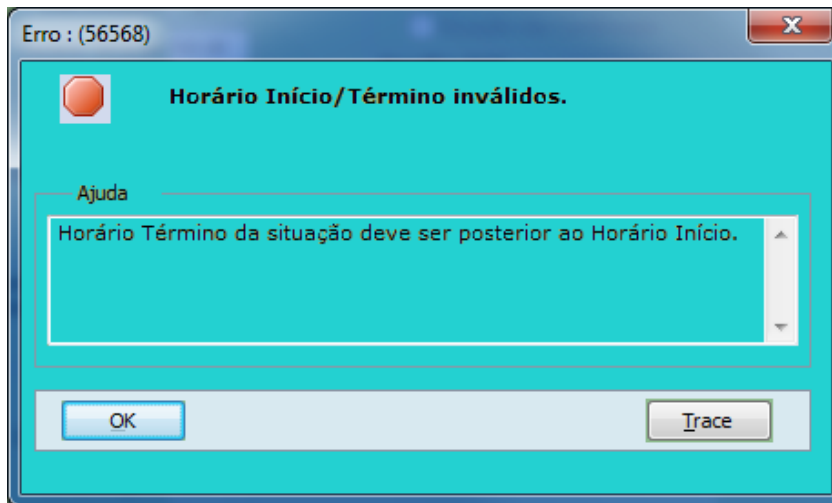 Erro : (56568)
Horário Início/Término inválidos.
Ajuda
Horário Término da situação deve ser posterior ao Horário Início.
OK
Trace